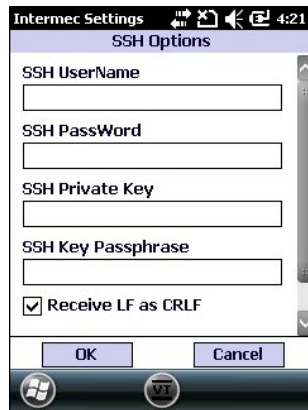 Intermec Settings 4:21
SSH Options
SSH UserName
SSH PassWord
SSH Private Key
SSH Key Passphrase
Receive LF as CRLF
OK Cancel
VT